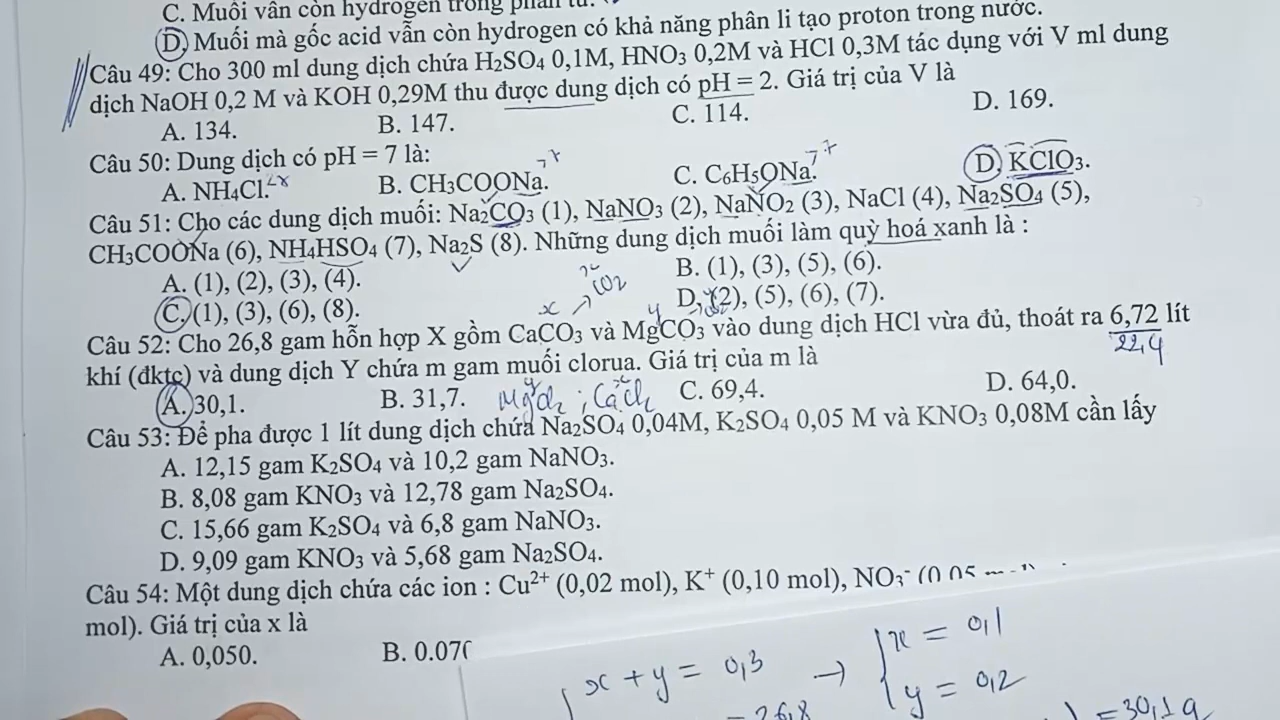 C. Muối vẫn còn hydrogen trong phân tử.
D. Muối mà gốc acid vẫn còn hydrogen có khả năng phân li tạo proton trong nước.
Câu 49: Cho 300 ml dung dịch chứa H₂SO₄ 0,1M, HNO₃ 0,2M và HCl 0,3M tác dụng với V ml dung
dịch NaOH 0,2 M và KOH 0,29M thu được dung dịch có pH = 2. Giá trị của V là
A. 134. B. 147. C. 114. D. 169.
Câu 50: Dung dịch có pH = 7 là:
A. NH₄Cl. B. CH₃COONa. C. C₆H₅ONa. D. KClO₃.
Câu 51: Cho các dung dịch muối: Na₂CO₃ (1), NaNO₃ (2), NaNO₂ (3), NaCl (4), Na₂SO₄ (5),
CH₃COONa (6), NH₄HSO₄ (7), Na₂S (8). Những dung dịch muối làm quỳ hoá xanh là :
A. (1), (2), (3), (4). B. (1), (3), (5), (6).
C. (1), (3), (6), (8). D. (2), (5), (6), (7).
x → CO₂ y
Câu 52: Cho 26,8 gam hỗn hợp X gồm CaCO₃ và MgCO₃ vào dung dịch HCl vừa đủ, thoát ra 6,72 lít
22,4
khí (đktc) và dung dịch Y chứa m gam muối clorua. Giá trị của m là
A. 30,1. B. 31,7. MgCl₂ ; CaCl₂ C. 69,4. D. 64,0.
Câu 53: Để pha được 1 lít dung dịch chứa Na₂SO₄ 0,04M, K₂SO₄ 0,05 M và KNO₃ 0,08M cần lấy
A. 12,15 gam K₂SO₄ và 10,2 gam NaNO₃.
B. 8,08 gam KNO₃ và 12,78 gam Na₂SO₄.
C. 15,66 gam K₂SO₄ và 6,8 gam NaNO₃.
D. 9,09 gam KNO₃ và 5,68 gam Na₂SO₄.
Câu 54: Một dung dịch chứa các ion : Cu²⁺ (0,02 mol), K⁺ (0,10 mol), NO₃⁻ (0,05
mol). Giá trị của x là
A. 0,050. B. 0.070
x + y = 0,3 → x = 0,1
= 26,8 y = 0,2
= 30,1g